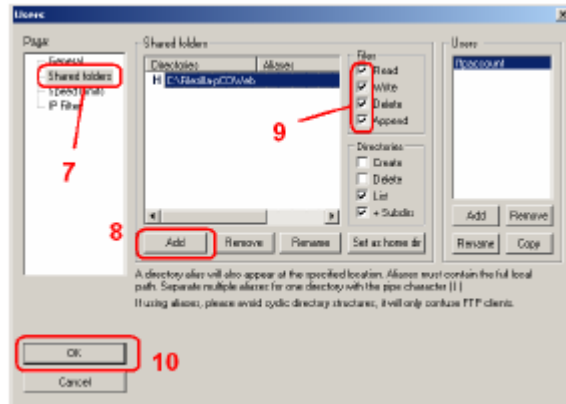 Users
Page:
General
Shared folders
Speed Limits
IP Filter
7
Shared folders
Directories Aliases
H
8
Add Remove Rename Set as home dir
Files
Read
Write
Delete
Append
9
Directories
Create
Delete
List
+ Subdirs
Users
ftpaccount
Add Remove
Rename Copy
A directory alias will also appear at the specified location. Aliases must contain the full local
path. Separate multiple aliases for one directory with the pipe character (|)
If using aliases, please avoid cyclic directory structures, it will only confuse FTP clients.
OK
10
Cancel